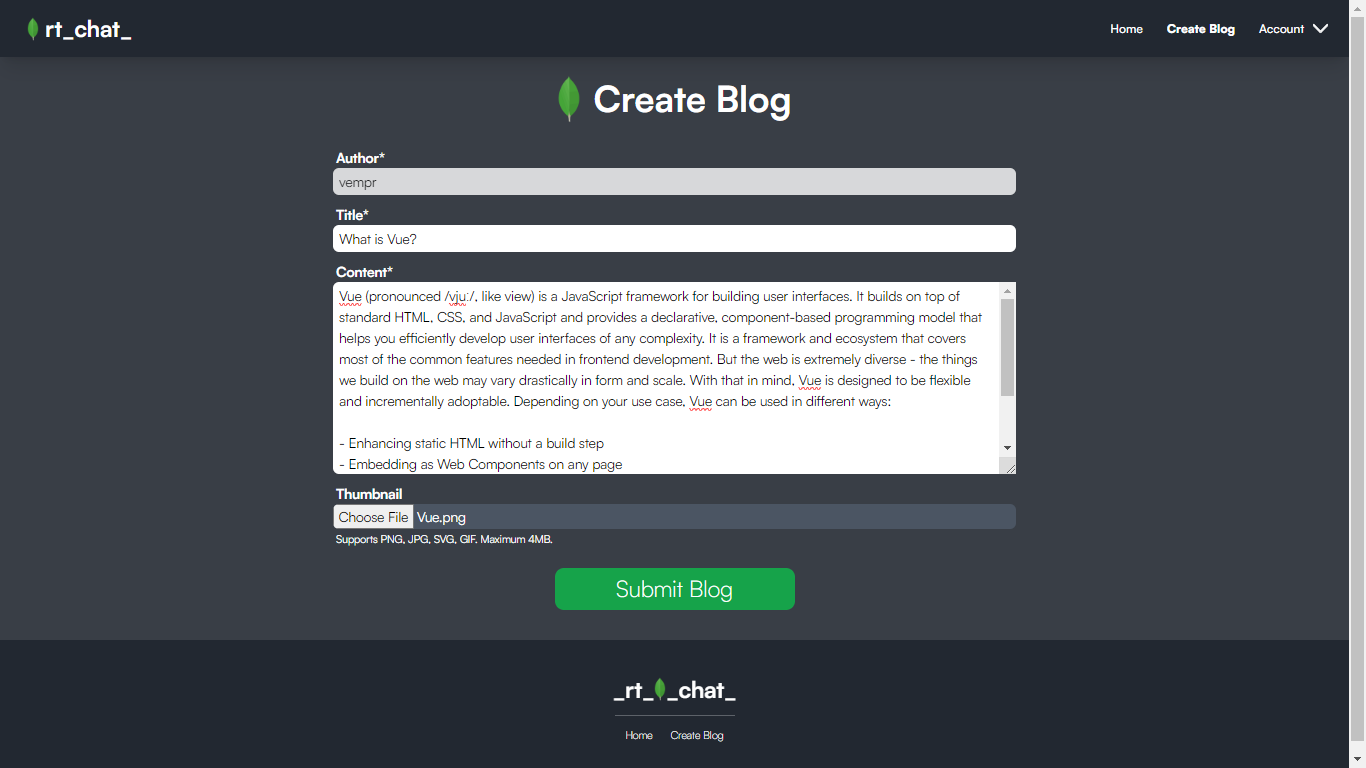 rt_chat_
Home Create Blog Account
Create Blog
Author*
vempr
Title*
What is Vue?
Content*
Vue (pronounced /vjuː/, like view) is a JavaScript framework for building user interfaces. It builds on top of
standard HTML, CSS, and JavaScript and provides a declarative, component-based programming model that
helps you efficiently develop user interfaces of any complexity. It is a framework and ecosystem that covers
most of the common features needed in frontend development. But the web is extremely diverse - the things
we build on the web may vary drastically in form and scale. With that in mind, Vue is designed to be flexible
and incrementally adoptable. Depending on your use case, Vue can be used in different ways:
- Enhancing static HTML without a build step
- Embedding as Web Components on any page
Thumbnail
Choose File Vue.png
Supports PNG, JPG, SVG, GIF. Maximum 4MB.
Submit Blog
_rt_ _chat_
Home Create Blog